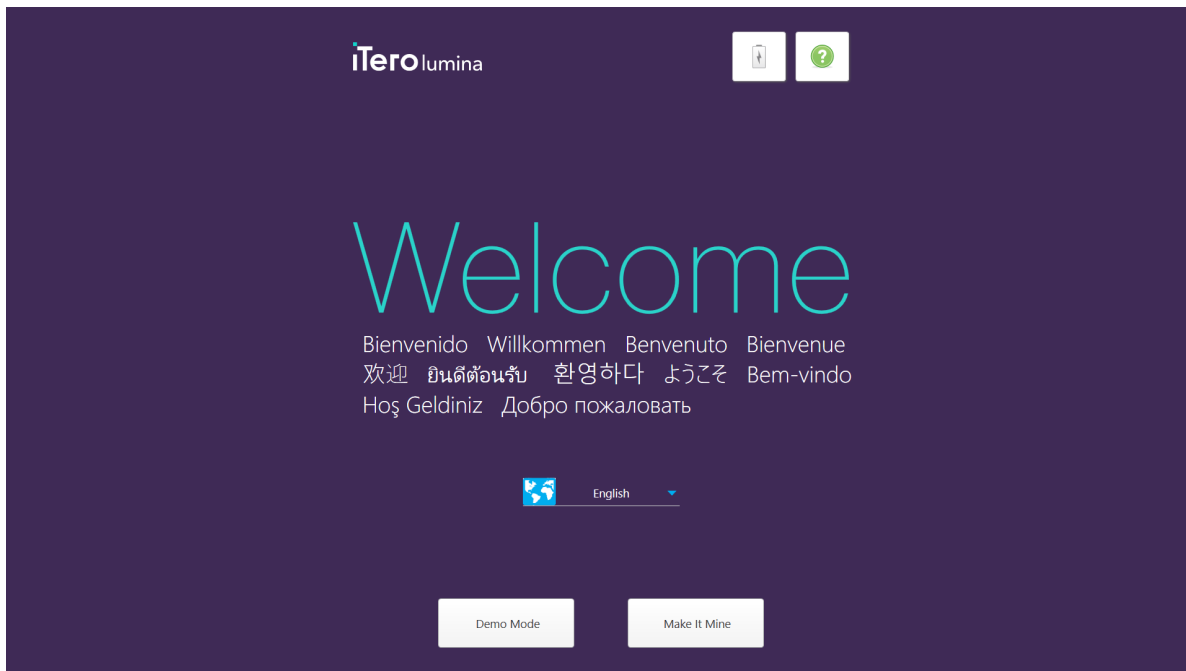 iTero lumina
?
Welcome
Bienvenido Willkommen Benvenuto Bienvenue
欢迎 ยินดีต้อนรับ 환영하다 ようこそ Bem-vindo
Hoş Geldiniz Добро пожаловать
English
Demo Mode Make It Mine